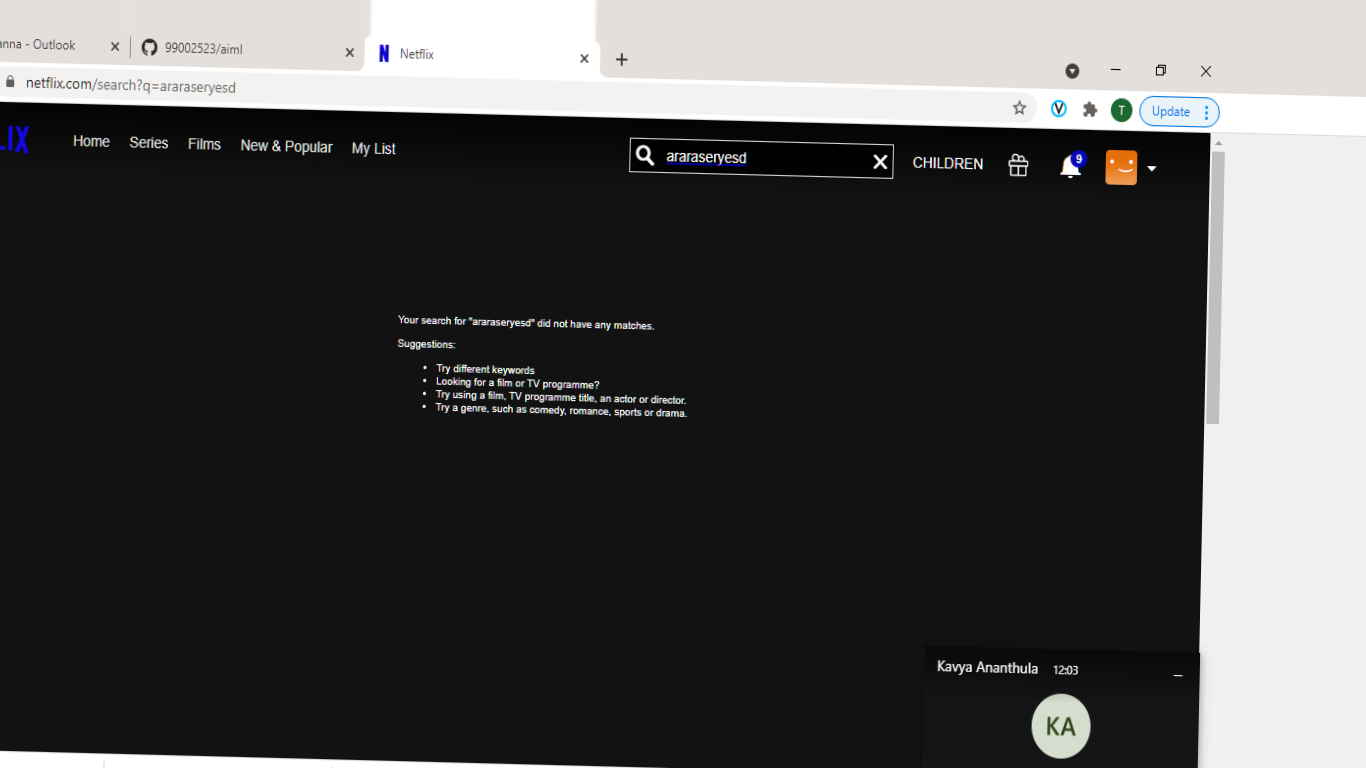 anna - Outlook
99002523/aiml
Netflix
netflix.com/search?q=araraseryesd
T
Update
LIX
Home Series Films New & Popular My List
araraseryesd
CHILDREN
9
Your search for "araraseryesd" did not have any matches.
Suggestions:
• Try different keywords
• Looking for a film or TV programme?
• Try using a film, TV programme title, an actor or director.
• Try a genre, such as comedy, romance, sports or drama.
Kavya Ananthula 12:03
KA